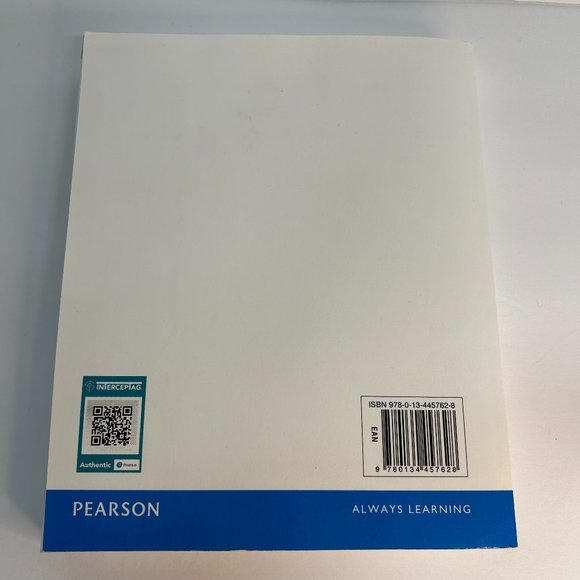 INTERCEPTAG
Authentic Pearson
ISBN 978-0-13-445762-8
EAN
9 780134 457628
PEARSON
ALWAYS LEARNING